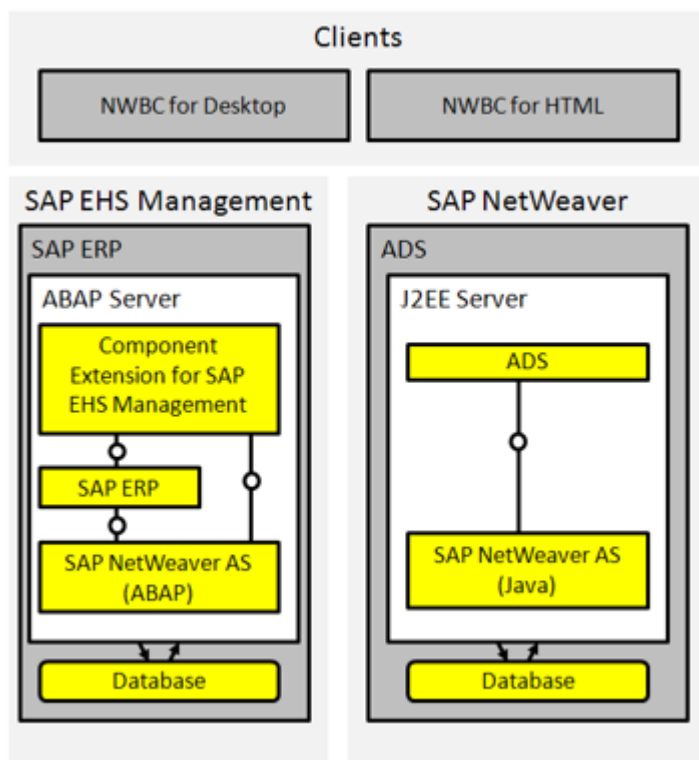 Clients
NWBC for Desktop
NWBC for HTML
SAP EHS Management
SAP ERP
ABAP Server
Component
Extension for SAP
EHS Management
SAP ERP
SAP NetWeaver AS
(ABAP)
Database
SAP NetWeaver
ADS
J2EE Server
ADS
SAP NetWeaver AS
(Java)
Database